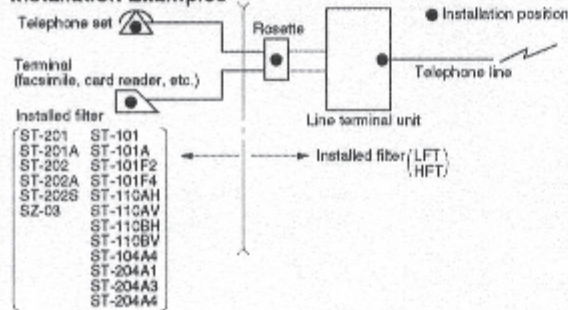 Installation Examples
Telephone set
Rosette
● Installation position
Terminal
(facsimile, card reader, etc.)
Telephone line
Line terminal unit
Installed filter
ST-201 ST-101
ST-201A ST-101A
ST-202 ST-101F2
ST-202A ST-101F4
ST-202S ST-110AH
SZ-03 ST-110AV
ST-110BH
ST-110BV
ST-104A4
ST-204A1
ST-204A3
ST-204A4
Installed filter (LFT
HFT)